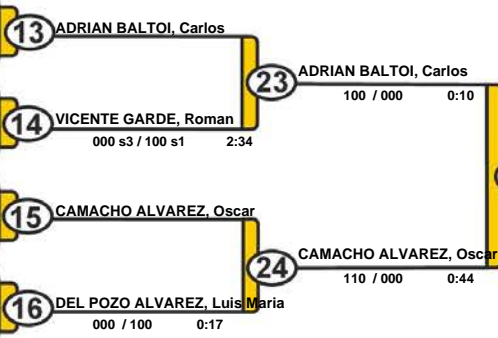 13 ADRIAN BALTOI, Carlos
23 ADRIAN BALTOI, Carlos
100 / 000 0:10
14 VICENTE GARDE, Roman
000 s3 / 100 s1 2:34
15 CAMACHO ALVAREZ, Oscar
24 CAMACHO ALVAREZ, Oscar
110 / 000 0:44
16 DEL POZO ALVAREZ, Luis Maria
000 / 100 0:17